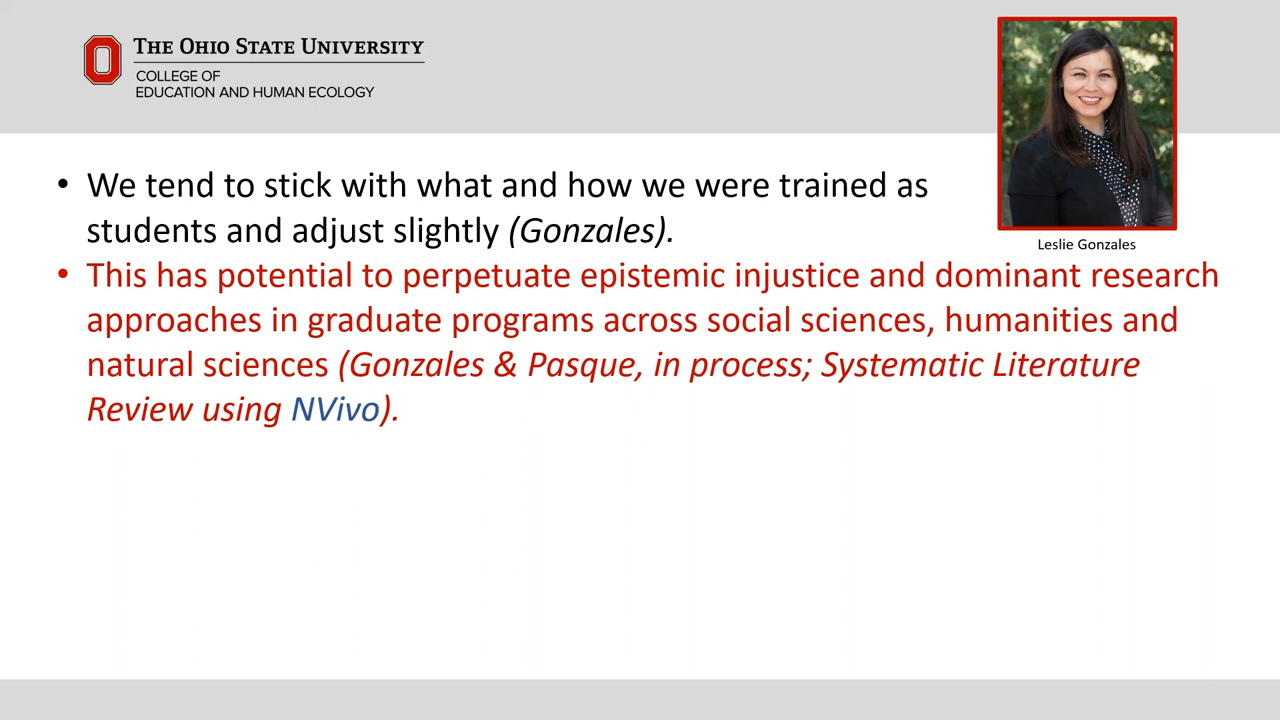 THE OHIO STATE UNIVERSITY
COLLEGE OF
EDUCATION AND HUMAN ECOLOGY
• We tend to stick with what and how we were trained as
students and adjust slightly (Gonzales).
Leslie Gonzales
• This has potential to perpetuate epistemic injustice and dominant research
approaches in graduate programs across social sciences, humanities and
natural sciences (Gonzales & Pasque, in process; Systematic Literature
Review using NVivo).